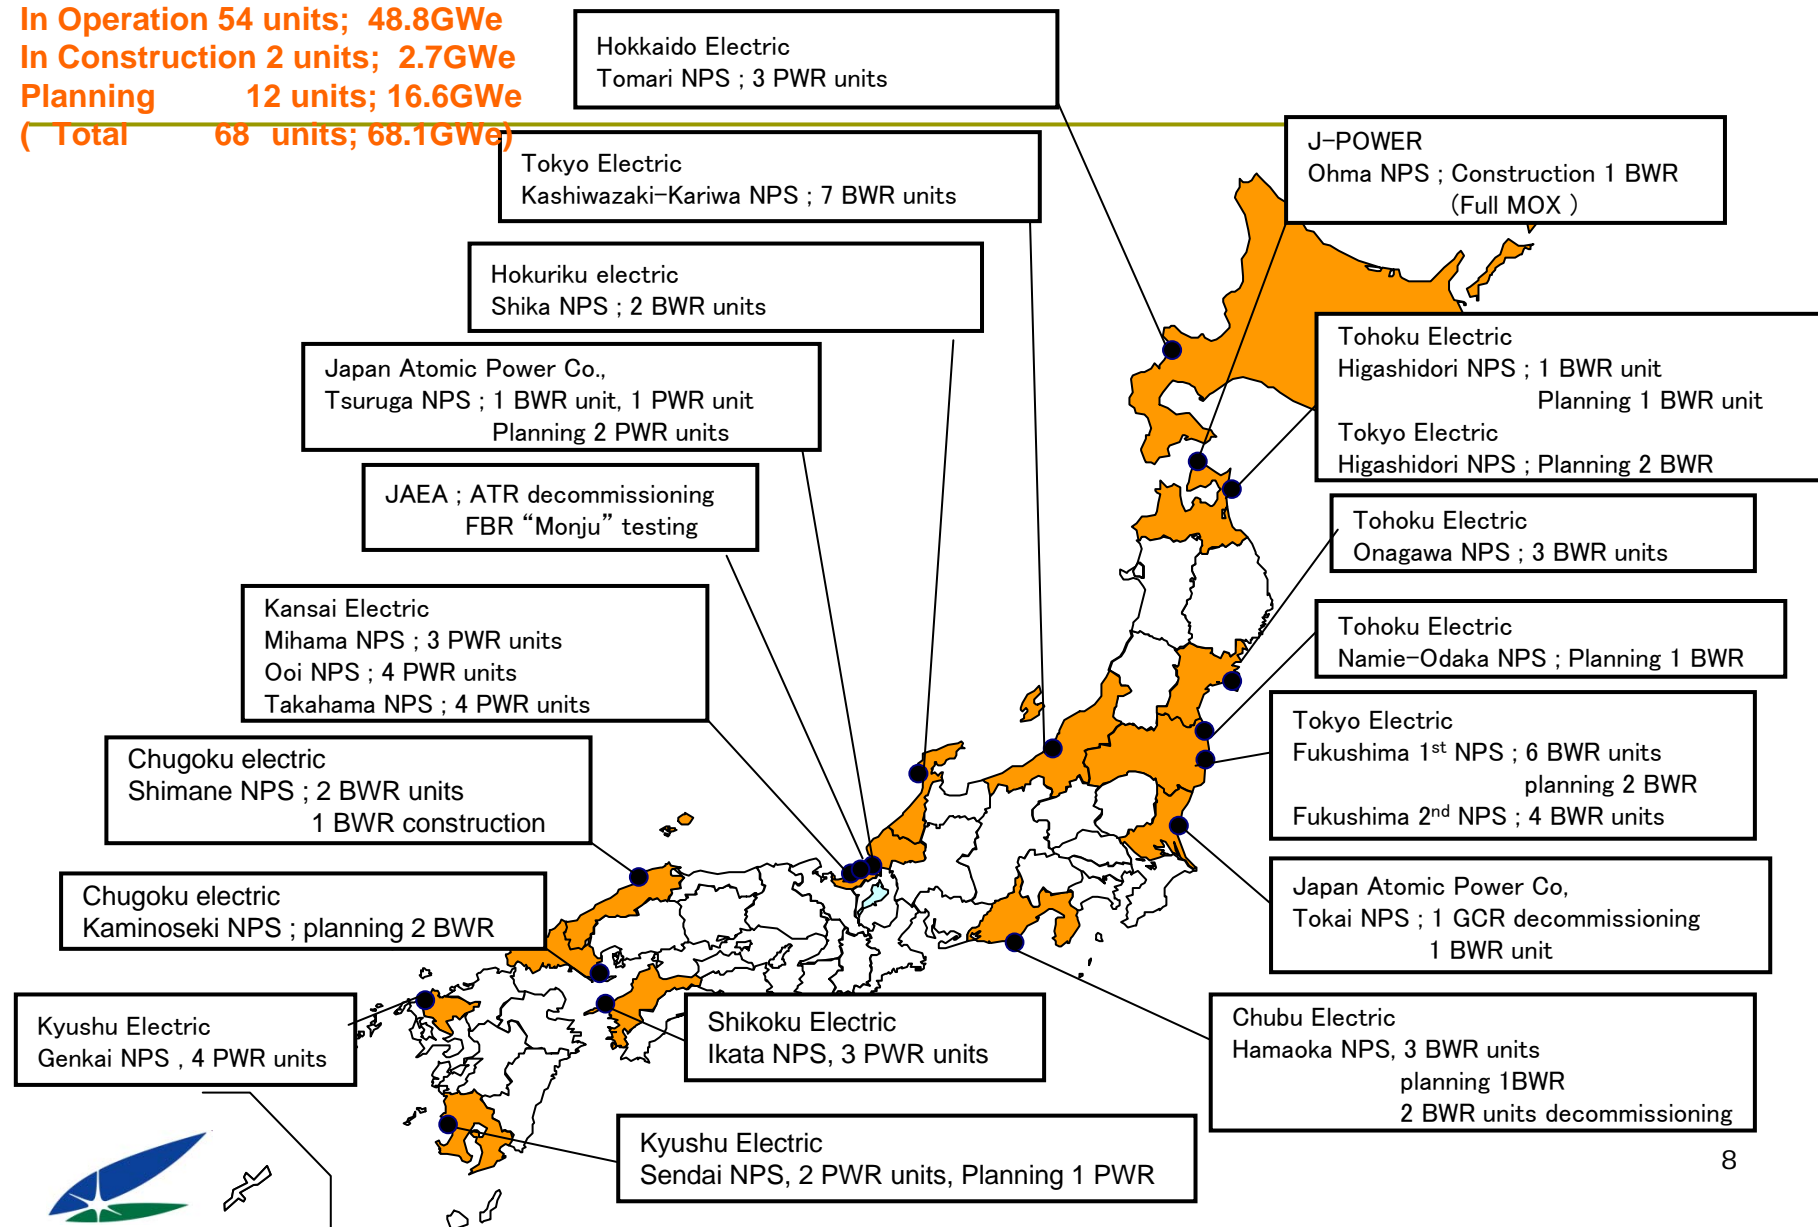 In Operation 54 units; 48.8GWe
In Construction 2 units; 2.7GWe
Planning 12 units; 16.6GWe
( Total 68 units; 68.1GWe)
Hokkaido Electric
Tomari NPS ; 3 PWR units
J-POWER
Ohma NPS ; Construction 1 BWR
(Full MOX )
Tokyo Electric
Kashiwazaki-Kariwa NPS ; 7 BWR units
Hokuriku electric
Shika NPS ; 2 BWR units
Tohoku Electric
Higashidori NPS ; 1 BWR unit
Planning 1 BWR unit
Tokyo Electric
Higashidori NPS ; Planning 2 BWR
Japan Atomic Power Co.,
Tsuruga NPS ; 1 BWR unit, 1 PWR unit
Planning 2 PWR units
JAEA ; ATR decommissioning
FBR “Monju” testing
Tohoku Electric
Onagawa NPS ; 3 BWR units
Kansai Electric
Mihama NPS ; 3 PWR units
Ooi NPS ; 4 PWR units
Takahama NPS ; 4 PWR units
Tohoku Electric
Namie-Odaka NPS ; Planning 1 BWR
Tokyo Electric
Fukushima 1st NPS ; 6 BWR units
planning 2 BWR
Fukushima 2nd NPS ; 4 BWR units
Chugoku electric
Shimane NPS ; 2 BWR units
1 BWR construction
Chugoku electric
Kaminoseki NPS ; planning 2 BWR
Japan Atomic Power Co,
Tokai NPS ; 1 GCR decommissioning
1 BWR unit
Kyushu Electric
Genkai NPS , 4 PWR units
Shikoku Electric
Ikata NPS, 3 PWR units
Chubu Electric
Hamaoka NPS, 3 BWR units
planning 1BWR
2 BWR units decommissioning
Kyushu Electric
Sendai NPS, 2 PWR units, Planning 1 PWR
8